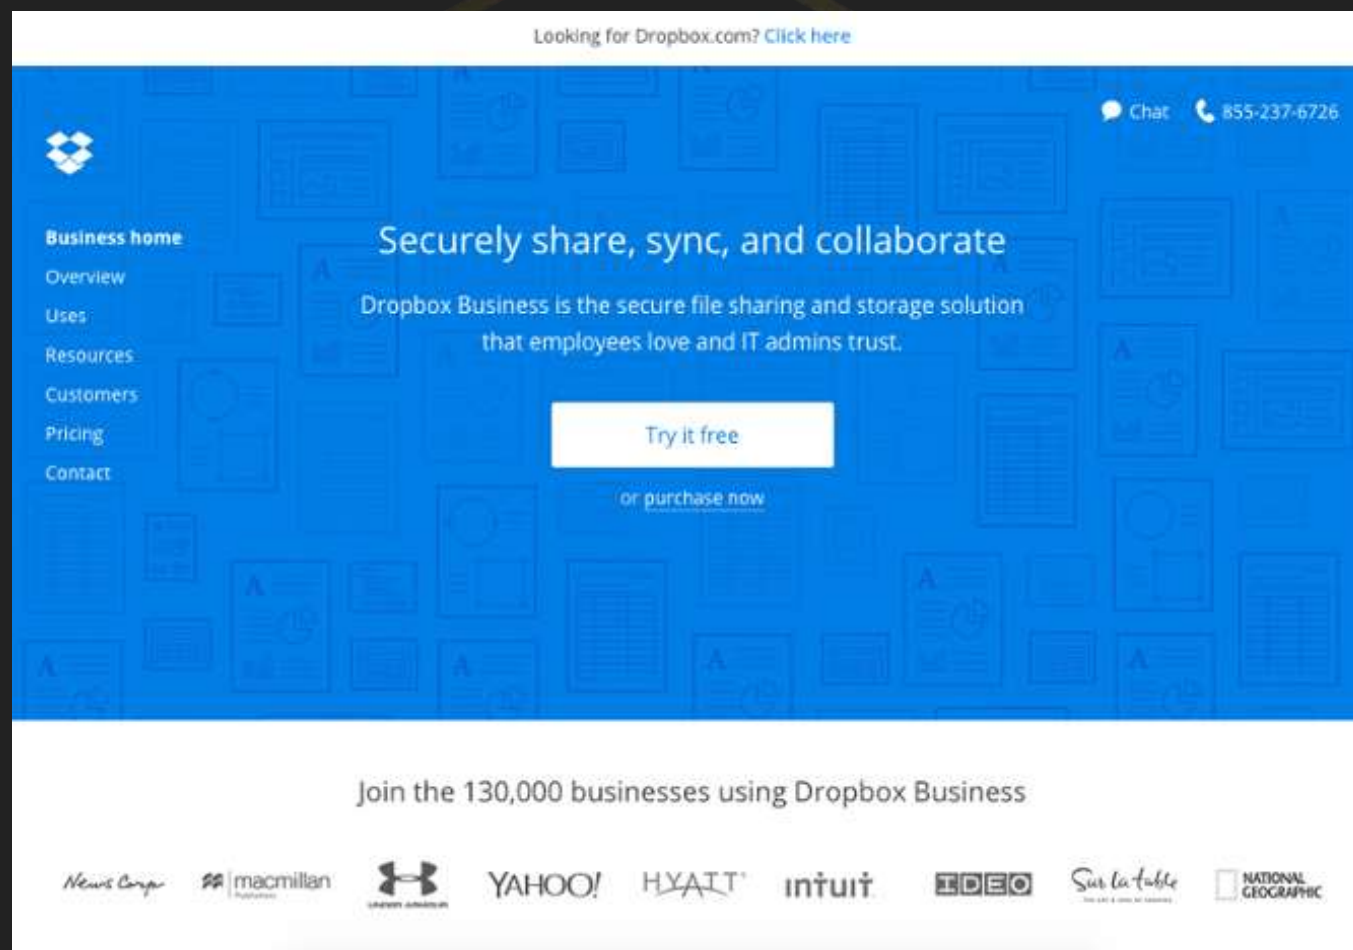 Looking for Dropbox.com? Click here
Chat 855-237-6726
Business home
Overview
Uses
Resources
Customers
Pricing
Contact
Securely share, sync, and collaborate
Dropbox Business is the secure file sharing and storage solution
that employees love and IT admins trust.
Try it free
or purchase now
Join the 130,000 businesses using Dropbox Business
News Corp macmillan UNDER ARMOUR YAHOO! HYATT intuit IDEO Sur la table NATIONAL
GEOGRAPHIC